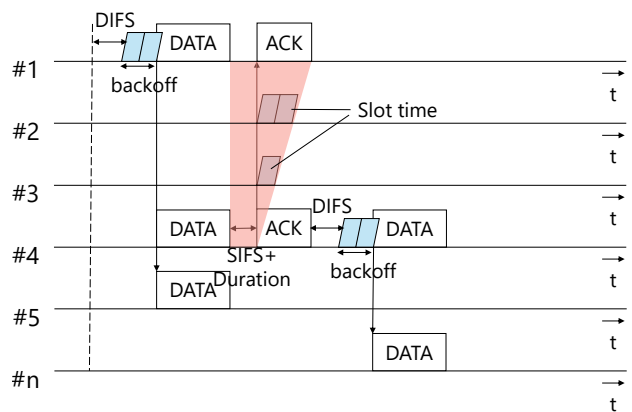 DIFS
DATA
ACK
#1
backoff
t
Slot time
#2
t
#3
t
DIFS
DATA
ACK
DATA
#4
SIFS+
Duration
backoff
t
DATA
#5
t
DATA
#n
t